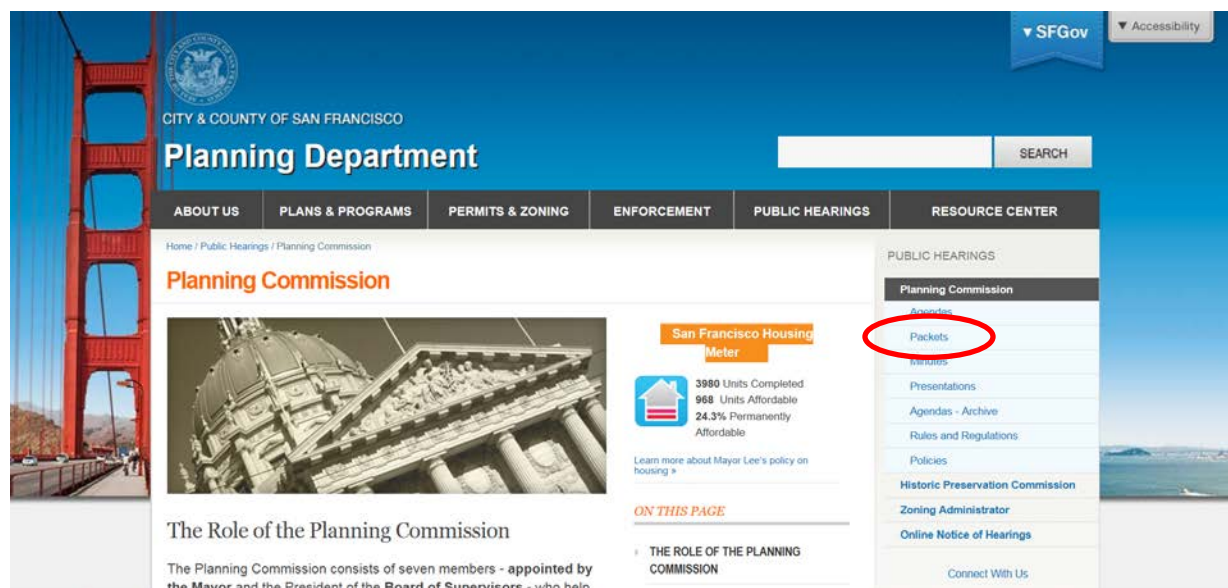 ▼ SFGov
▼ Accessibility
CITY & COUNTY OF SAN FRANCISCO
Planning Department
SEARCH
ABOUT US
PLANS & PROGRAMS
PERMITS & ZONING
ENFORCEMENT
PUBLIC HEARINGS
RESOURCE CENTER
Home / Public Hearings / Planning Commission
Planning Commission
San Francisco Housing
Meter
3980 Units Completed
968 Units Affordable
24.3% Permanently
Affordable
Learn more about Mayor Lee's policy on
housing »
ON THIS PAGE
› THE ROLE OF THE PLANNING
COMMISSION
The Role of the Planning Commission
The Planning Commission consists of seven members - appointed by
the Mayor and the President of the Board of Supervisors - who help
PUBLIC HEARINGS
Planning Commission
Agendas
Packets
Minutes
Presentations
Agendas - Archive
Rules and Regulations
Policies
Historic Preservation Commission
Zoning Administrator
Online Notice of Hearings
Connect With Us